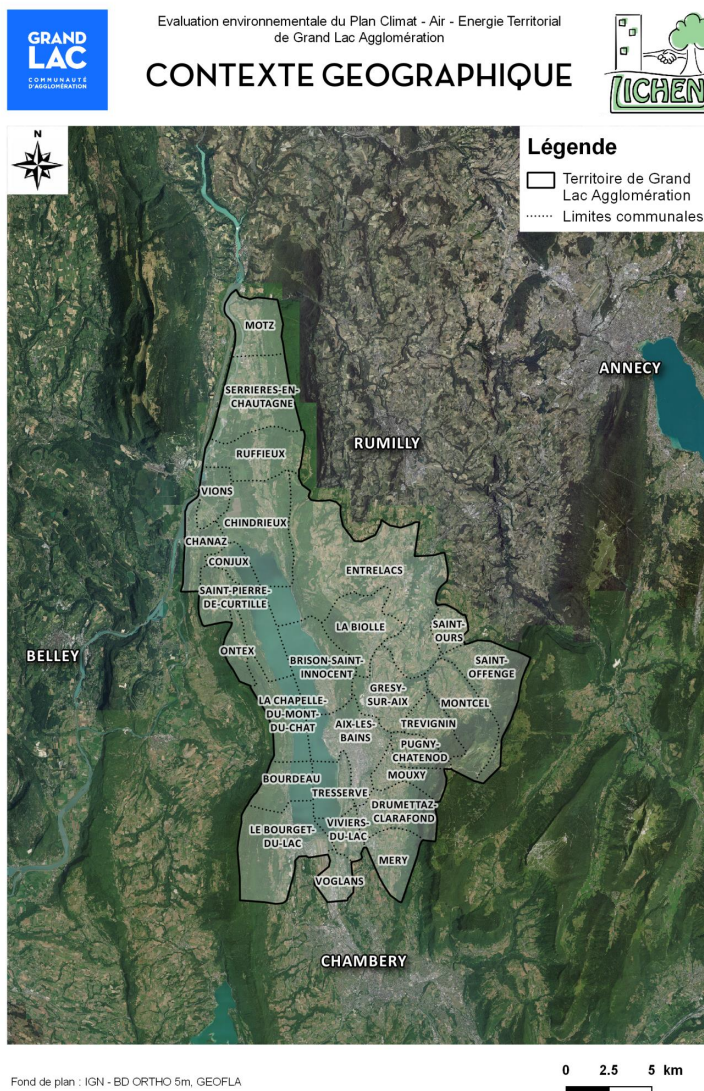 GRAND
LAC
COMMUNAUTÉ
D'AGGLOMÉRATION
Evaluation environnementale du Plan Climat - Air - Energie Territorial
de Grand Lac Agglomération
CONTEXTE GEOGRAPHIQUE
LICHEN
N
Légende
Territoire de Grand
Lac Agglomération
Limites communales
MOTZ
ANNECY
SERRIERES-EN-
CHAUTAGNE
RUMILLY
RUFFIEUX
VIONS
CHINDRIEUX
CHANAZ
CONJUX
ENTRELACS
SAINT-PIERRE-
DE-CURTILLE
LA BIOLLE
SAINT-
OURS
ONTEX
BELLEY
BRISON-SAINT-
INNOCENT
SAINT-
OFFENGE
GRESY-
SUR-AIX
MONTCEL
LA CHAPELLE-
DU-MONT-
DU-CHAT
AIX-LES-
BAINS
TREVIGNIN
PUGNY-
CHATENOD
BOURDEAU
MOUXY
TRESSERVE
DRUMETTAZ-
CLARAFOND
LE BOURGET-
DU-LAC
VIVIERS-
DU-LAC
MERY
VOGLANS
CHAMBERY
0 2.5 5 km
Fond de plan : IGN - BD ORTHO 5m, GEOFLA